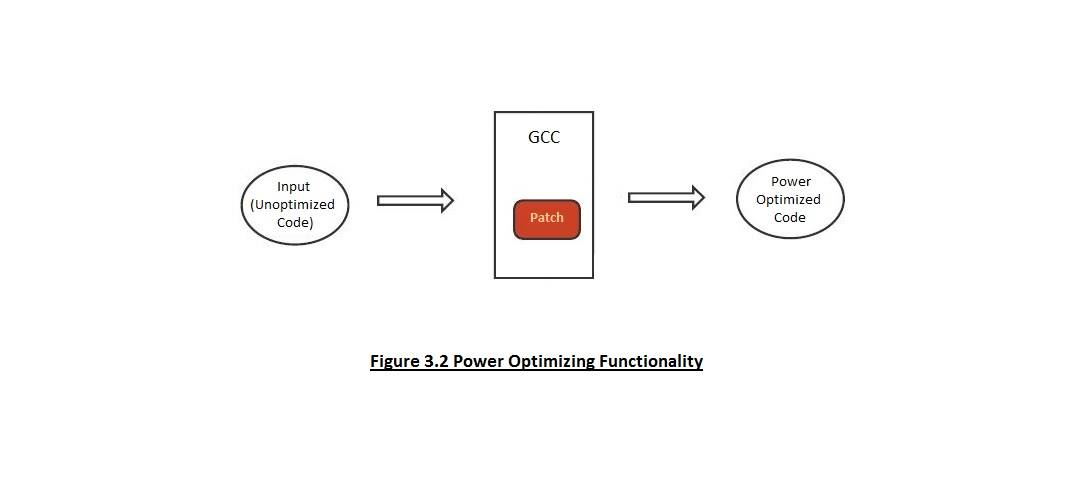 GCC
Input
(Unoptimized
Code)
Patch
Power
Optimized
Code
Figure 3.2 Power Optimizing Functionality